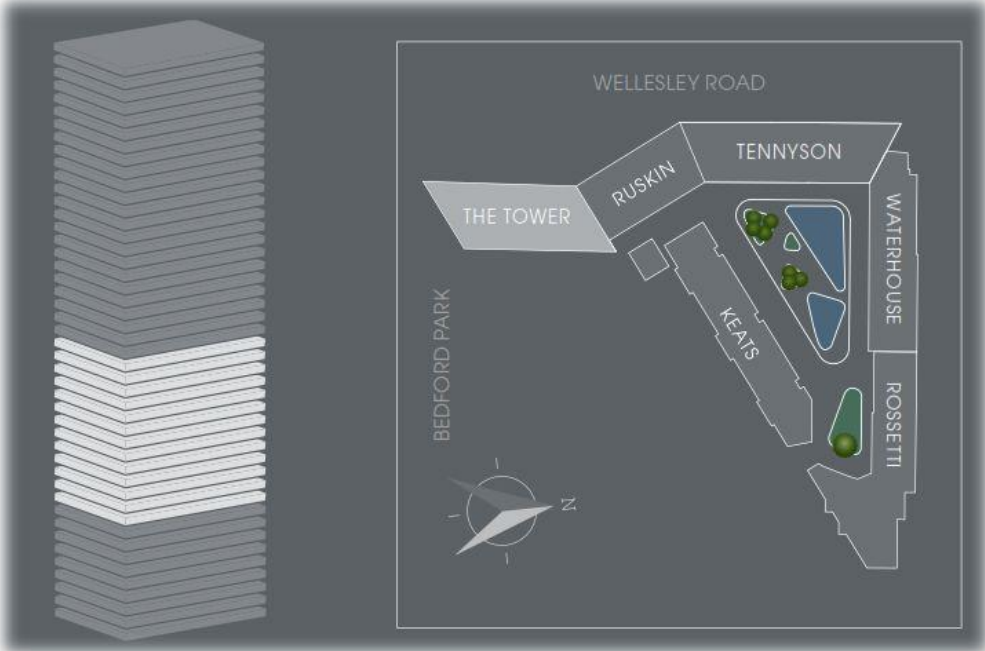 WELLESLEY ROAD
TENNYSON
RUSKIN
THE TOWER
WATERHOUSE
KEATS
BEDFORD PARK
ROSSETTI
N